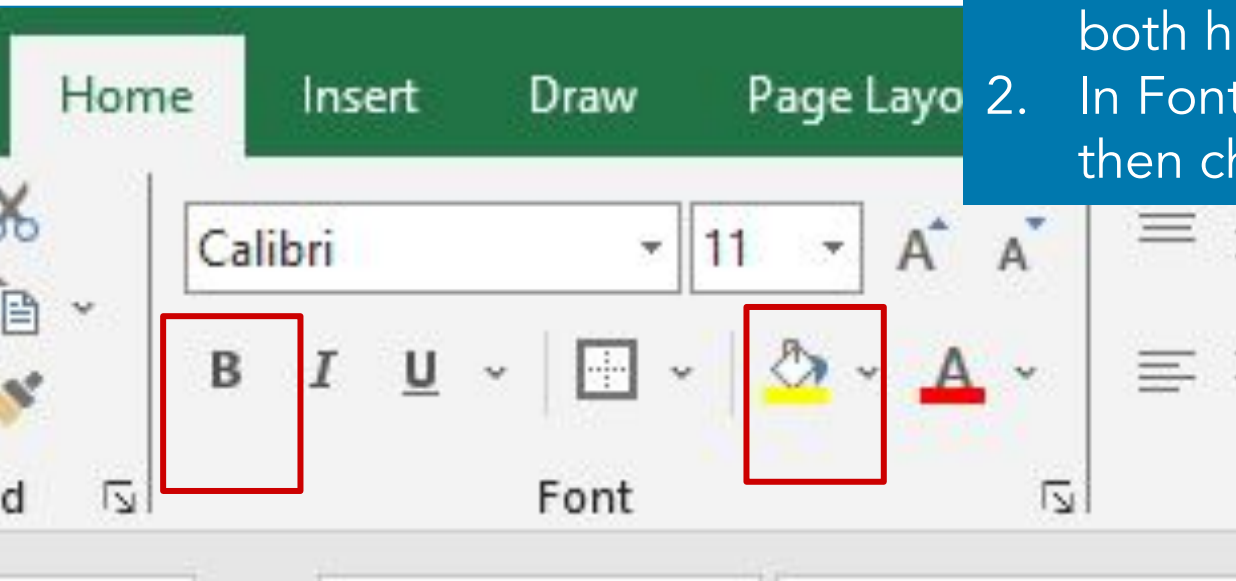 both h
2. In Font
then ch
Home Insert Draw Page Layo
Calibri 11 A A
B I U A
d Font